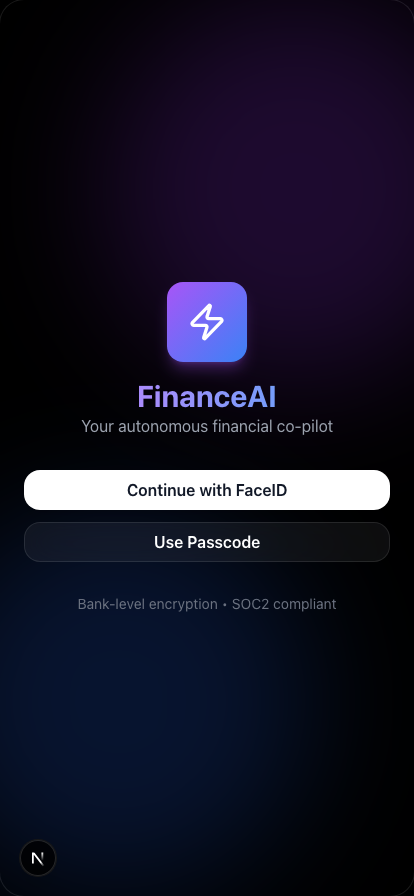 FinanceAI
Your autonomous financial co-pilot
Continue with FaceID
Use Passcode
Bank-level encryption • SOC2 compliant
N